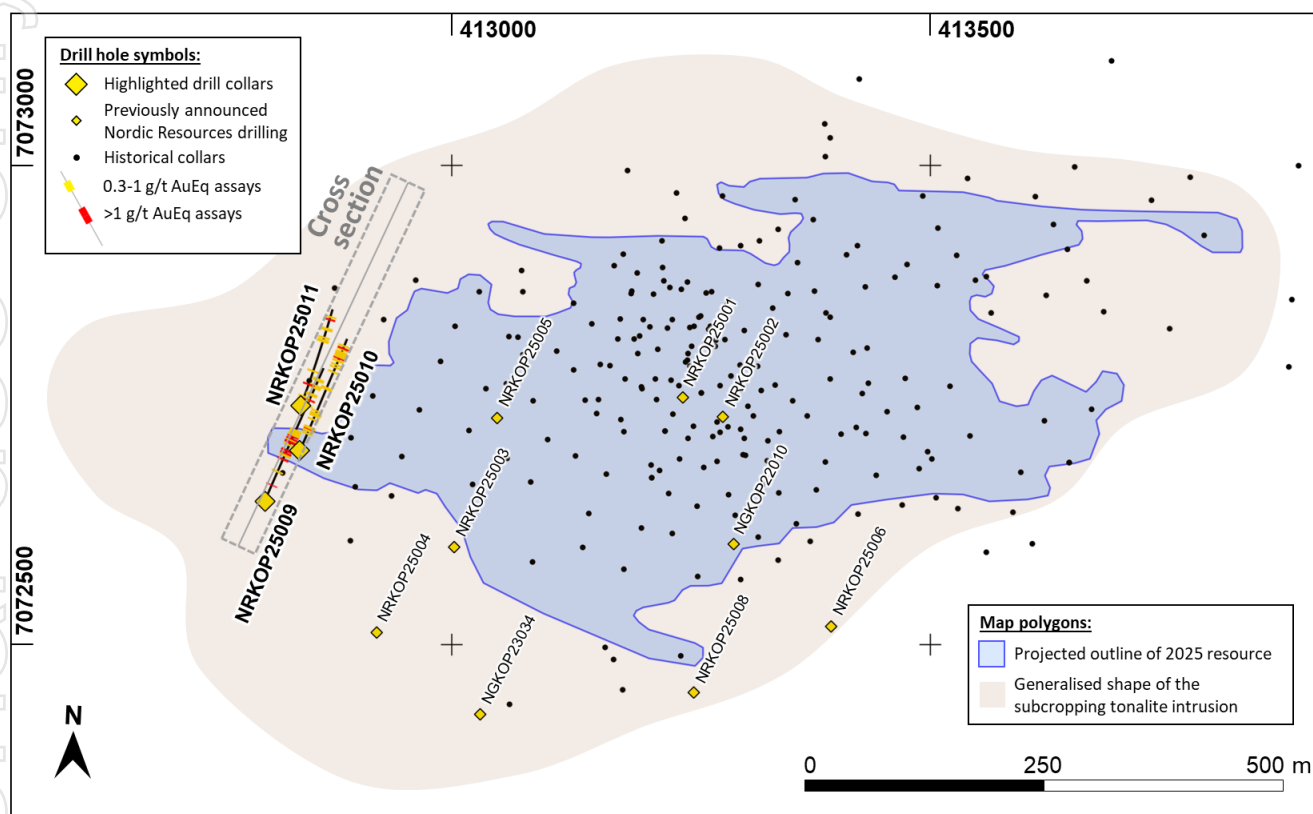 413000
413500
7073000
7072500
Drill hole symbols:
Highlighted drill collars
Previously announced
Nordic Resources drilling
Historical collars
0.3-1 g/t AuEq assays
>1 g/t AuEq assays
Cross
section
NRKOP25011
NRKOP25010
NRKOP25009
NRKOP25005
NRKOP25001
NRKOP25002
NRKOP25003
NGKOP22010
NRKOP25004
NRKOP25006
NGKOP23034
NRKOP25008
Map polygons:
Projected outline of 2025 resource
Generalised shape of the
subcropping tonalite intrusion
N
0 250 500 m